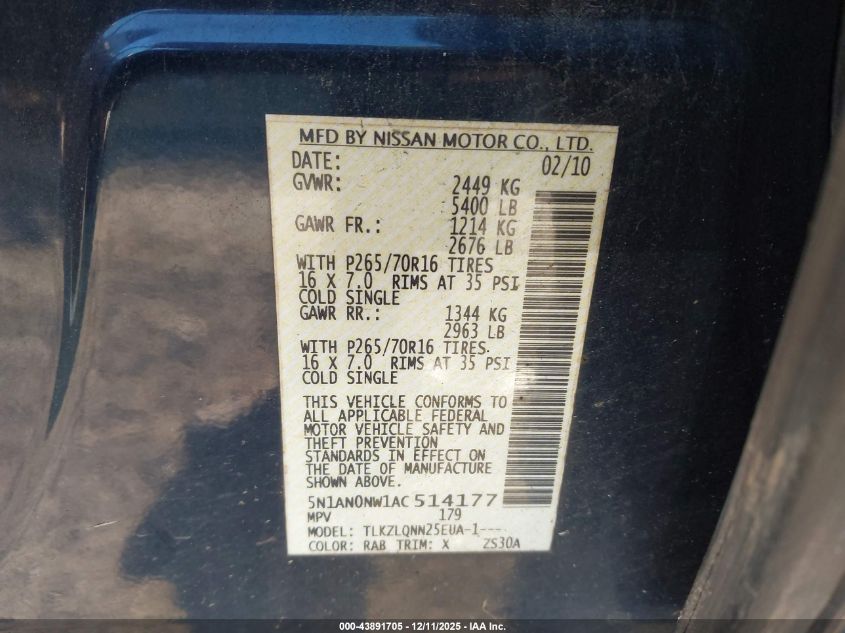 MFD BY NISSAN MOTOR CO., LTD.
DATE: 02/10
GVWR: 2449 KG
5400 LB
GAWR FR.: 1214 KG
2676 LB
WITH P265/70R16 TIRES
16 X 7.0 RIMS AT 35 PSI
COLD SINGLE
GAWR RR.: 1344 KG
2963 LB
WITH P265/70R16 TIRES.
16 X 7.0 RIMS AT 35 PSI
COLD SINGLE
THIS VEHICLE CONFORMS TO
ALL APPLICABLE FEDERAL
MOTOR VEHICLE SAFETY AND
THEFT PREVENTION
STANDARDS IN EFFECT ON
THE DATE OF MANUFACTURE
SHOWN ABOVE.
5N1AN0NW1AC514177
MPV 179
MODEL: TLKZLQNN25EUA-1----
COLOR: RAB TRIM: X ZS30A
000-43891705 - 12/11/2025 - IAA Inc.